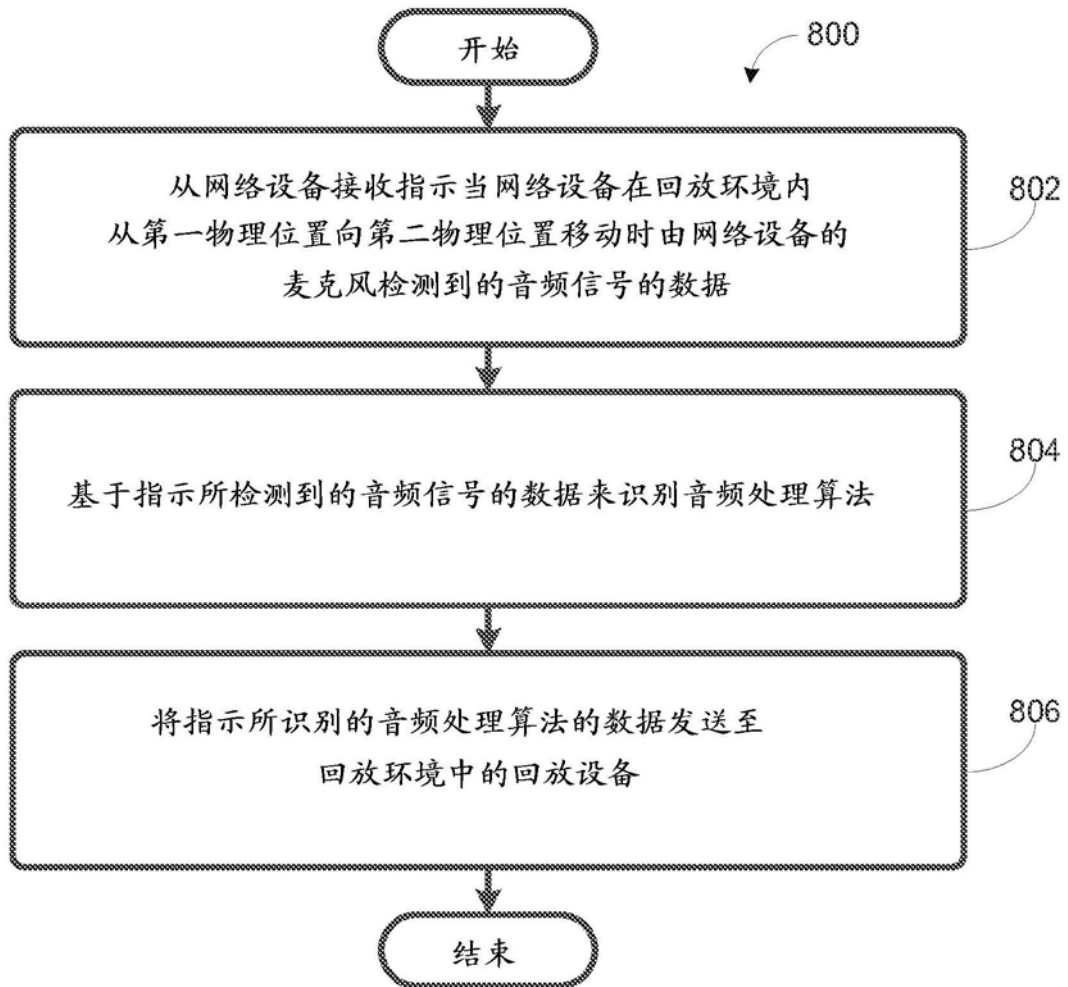 开始
800
从网络设备接收指示当网络设备在回放环境内
从第一物理位置向第二物理位置移动时由网络设备的
麦克风检测到的音频信号的数据
802
基于指示所检测到的音频信号的数据来识别音频处理算法
804
将指示所识别的音频处理算法的数据发送至
回放环境中的回放设备
806
结束